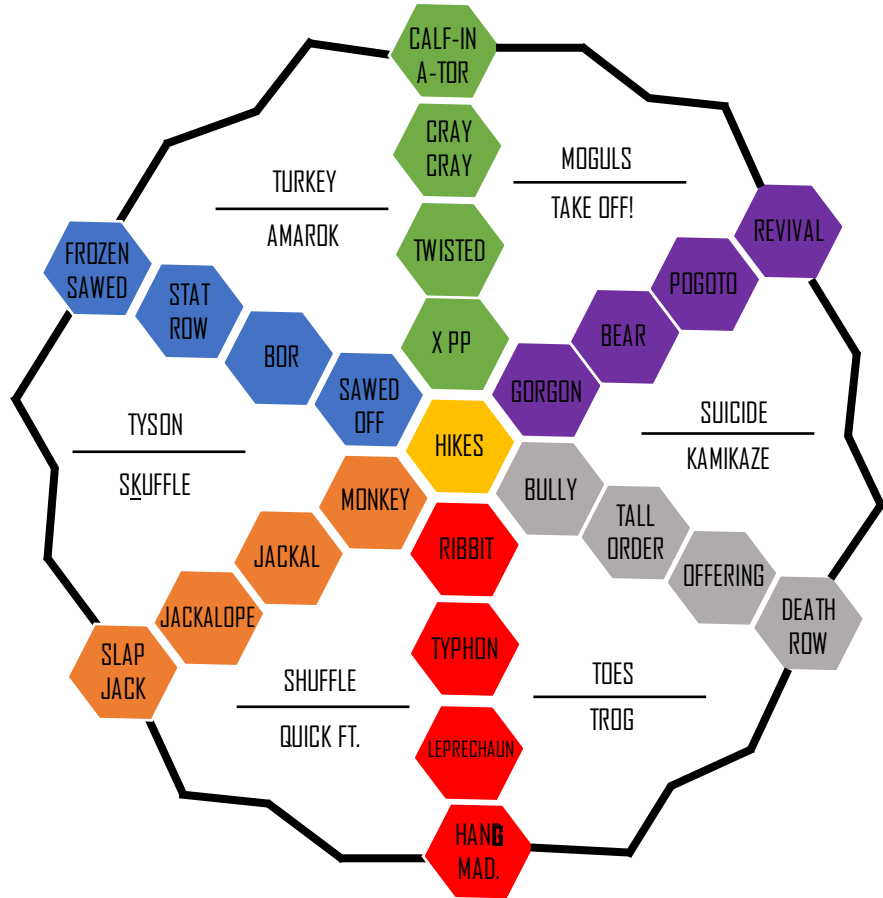 CALF-IN
A-TOR
CRAY
CRAY
MOGULS
TAKE OFF!
TURKEY
AMAROK
REVIVAL
TWISTED
FROZEN
SAWED
POGOTO
STAT
ROW
BEAR
X PP
BOR
GORGON
SAWED
OFF
SUICIDE
KAMIKAZE
TYSON
SKUFFLE
HIKES
MONKEY
BULLY
TALL
ORDER
JACKAL
RIBBIT
OFFERING
JACKALOPE
DEATH
ROW
TYPHON
SLAP
JACK
SHUFFLE
QUICK FT.
TOES
TROG
LEPRECHAUN
HANG
MAD.